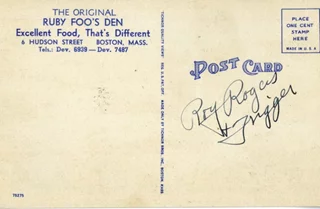 THE ORIGINAL
RUBY FOO'S DEN
Excellent Food, That's Different
6 HUDSON STREET BOSTON, MASS.
Tels.: Dev. 6939 — Dev. 7487
PLACE
ONE CENT
STAMP
HERE
MADE IN U.S.A.
POST CARD
Roy Rogers
Trigger
75275